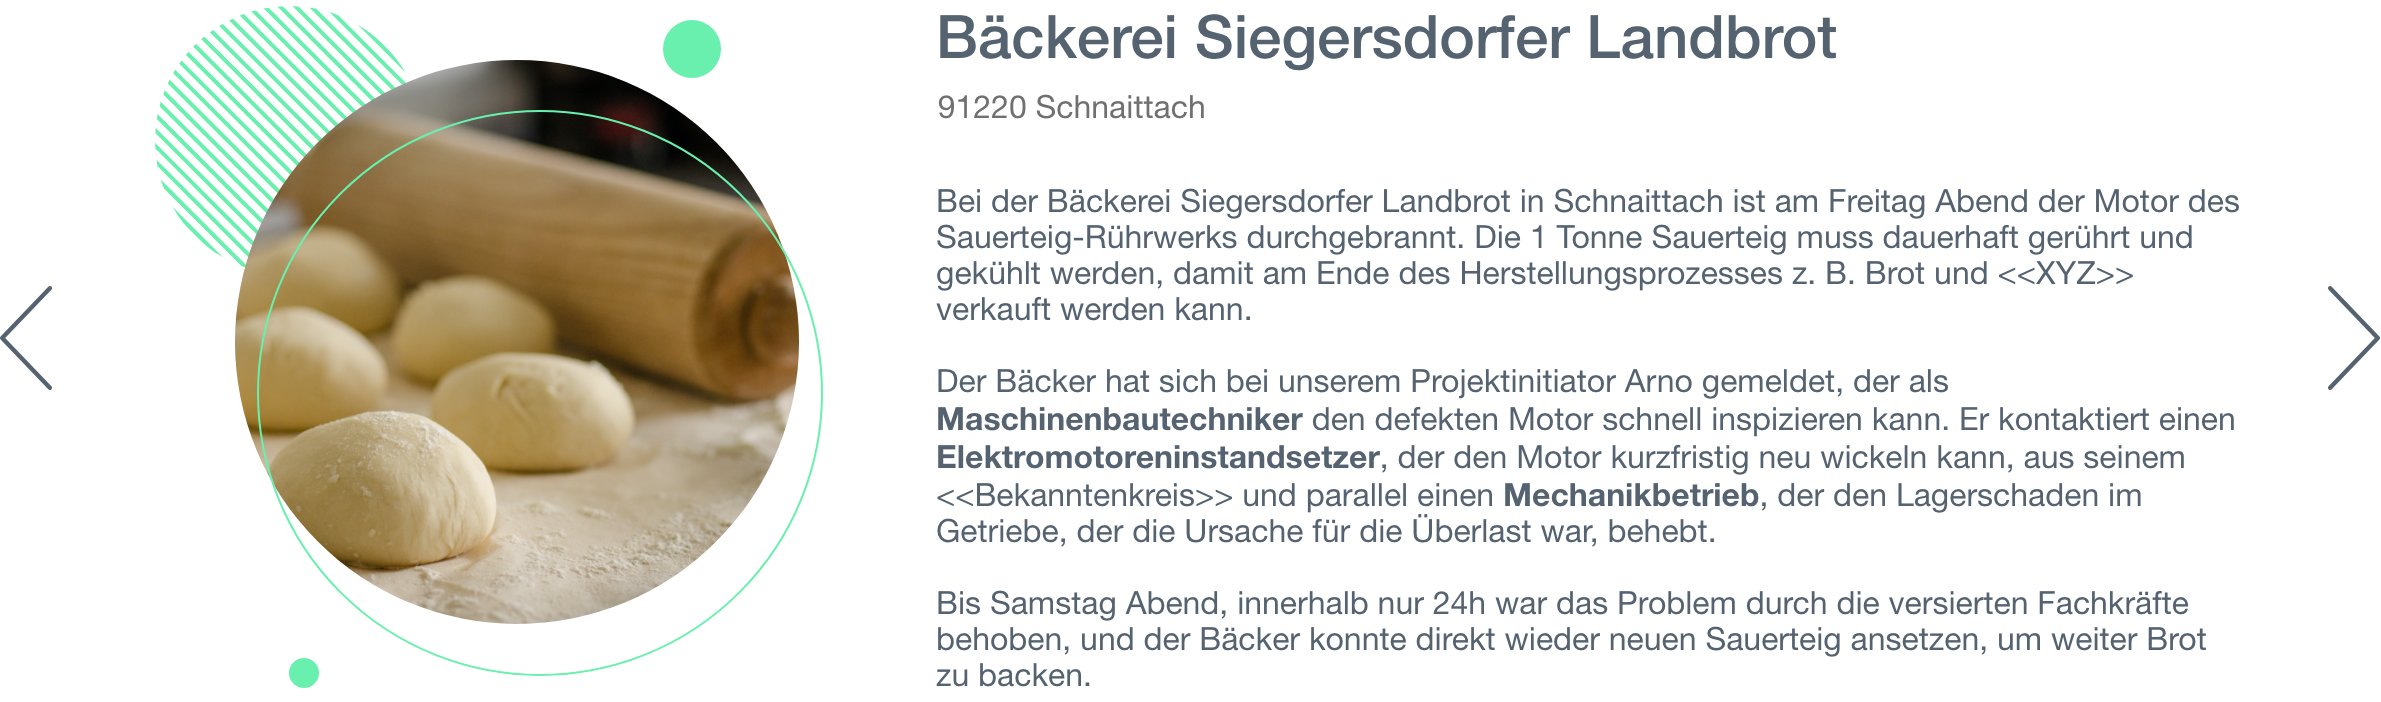 Bäckerei Siegersdorfer Landbrot
91220 Schnaittach
Bei der Bäckerei Siegersdorfer Landbrot in Schnaittach ist am Freitag Abend der Motor des
Sauerteig-Rührwerks durchgebrannt. Die 1 Tonne Sauerteig muss dauerhaft gerührt und
gekühlt werden, damit am Ende des Herstellungsprozesses z. B. Brot und <<XYZ>>
verkauft werden kann.
Der Bäcker hat sich bei unserem Projektinitiator Arno gemeldet, der als
Maschinenbautechniker den defekten Motor schnell inspizieren kann. Er kontaktiert einen
Elektromotoreninstandsetzer, der den Motor kurzfristig neu wickeln kann, aus seinem
<<Bekanntenkreis>> und parallel einen Mechanikbetrieb, der den Lagerschaden im
Getriebe, der die Ursache für die Überlast war, behebt.
Bis Samstag Abend, innerhalb nur 24h war das Problem durch die versierten Fachkräfte
behoben, und der Bäcker konnte direkt wieder neuen Sauerteig ansetzen, um weiter Brot
zu backen.